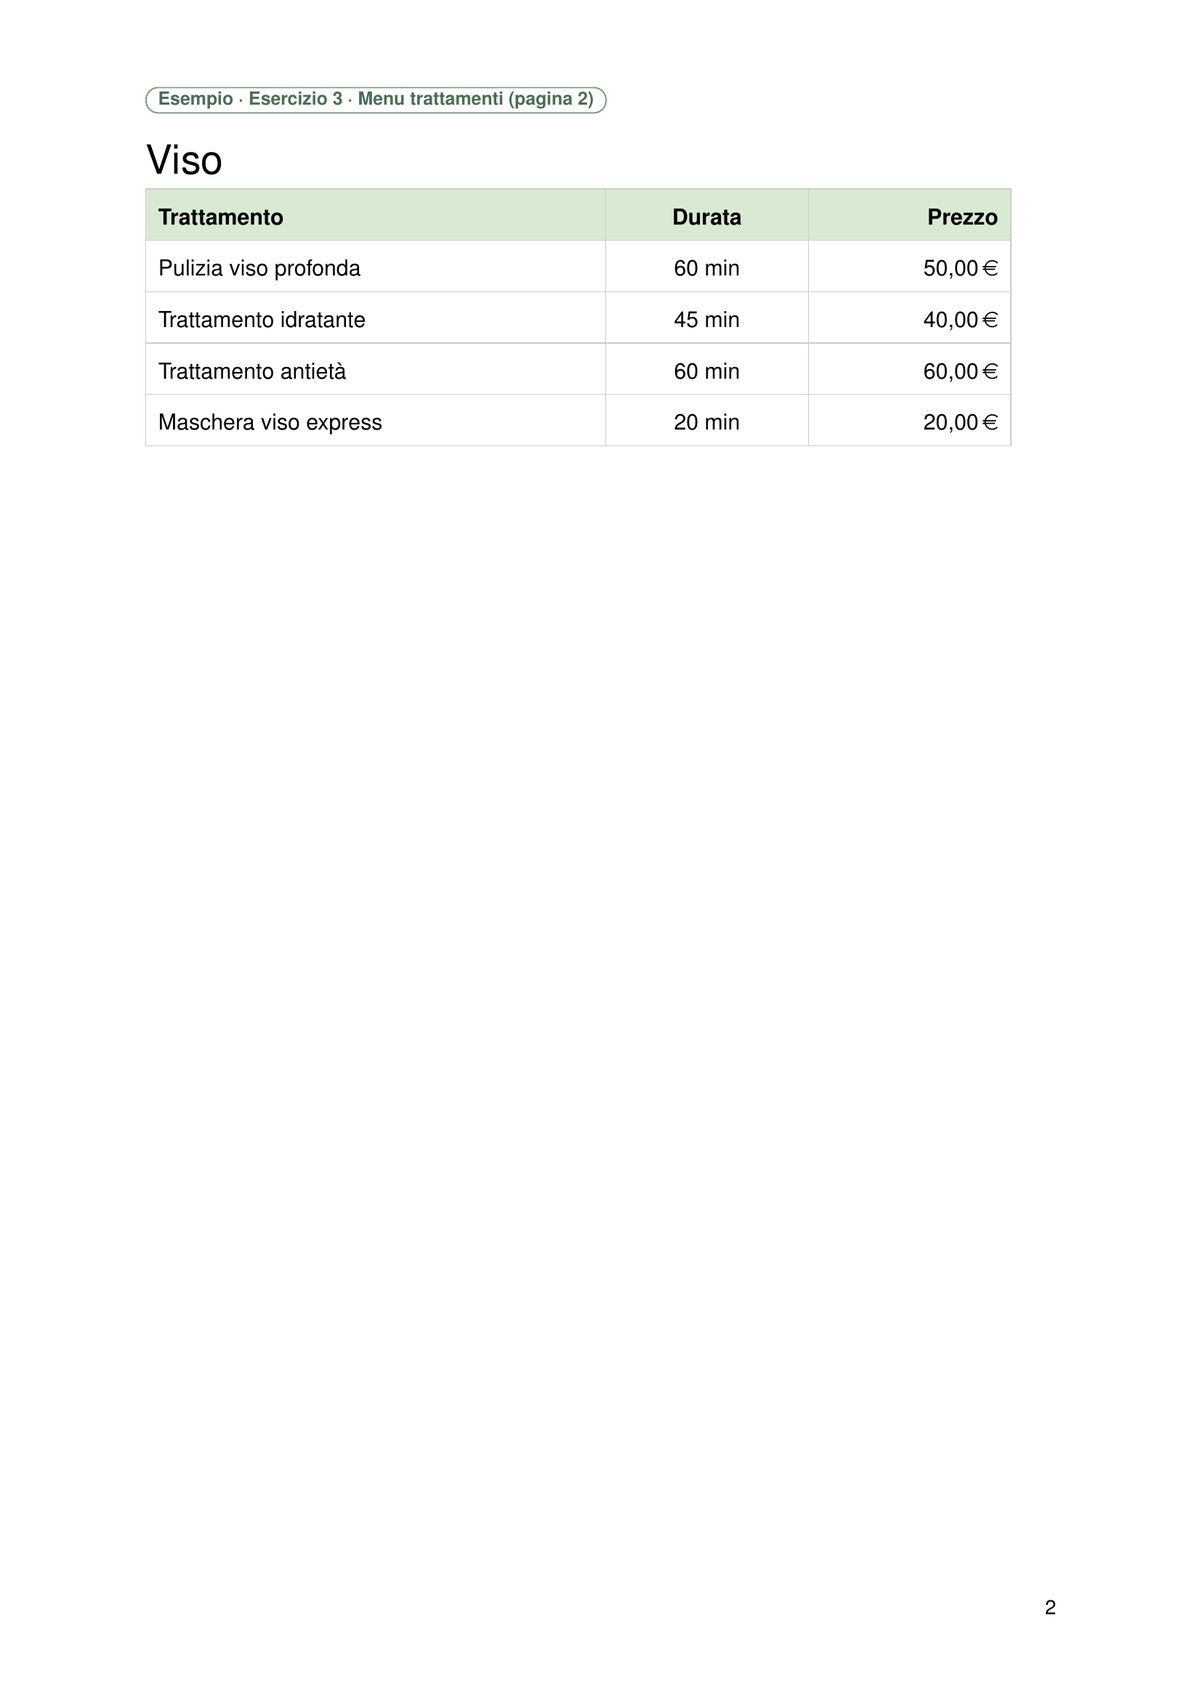 Esempio · Esercizio 3 · Menu trattamenti (pagina 2)
Viso
Trattamento Durata Prezzo
Pulizia viso profonda 60 min 50,00 €
Trattamento idratante 45 min 40,00 €
Trattamento antietà 60 min 60,00 €
Maschera viso express 20 min 20,00 €
2